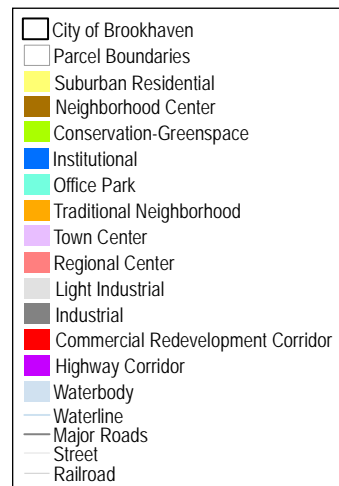 City of Brookhaven
Parcel Boundaries
Suburban Residential
Neighborhood Center
Conservation-Greenspace
Institutional
Office Park
Traditional Neighborhood
Town Center
Regional Center
Light Industrial
Industrial
Commercial Redevelopment Corridor
Highway Corridor
Waterbody
Waterline
Major Roads
Street
Railroad